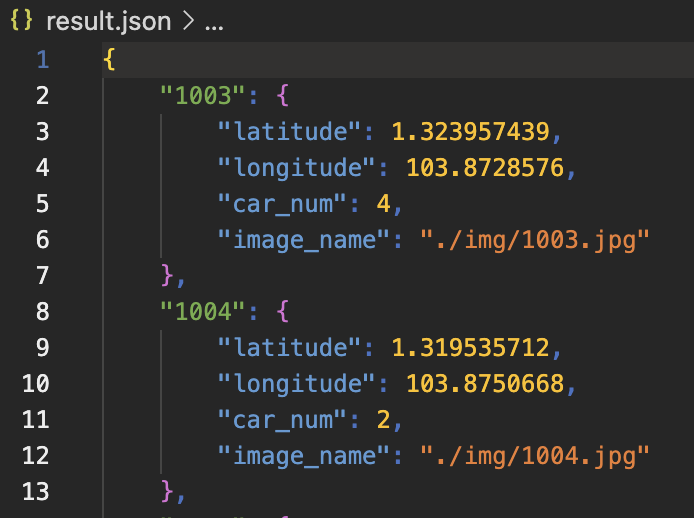 {} result.json > ...
1 {
2 "1003": {
3 "latitude": 1.323957439,
4 "longitude": 103.8728576,
5 "car_num": 4,
6 "image_name": "./img/1003.jpg"
7 },
8 "1004": {
9 "latitude": 1.319535712,
10 "longitude": 103.8750668,
11 "car_num": 2,
12 "image_name": "./img/1004.jpg"
13 },